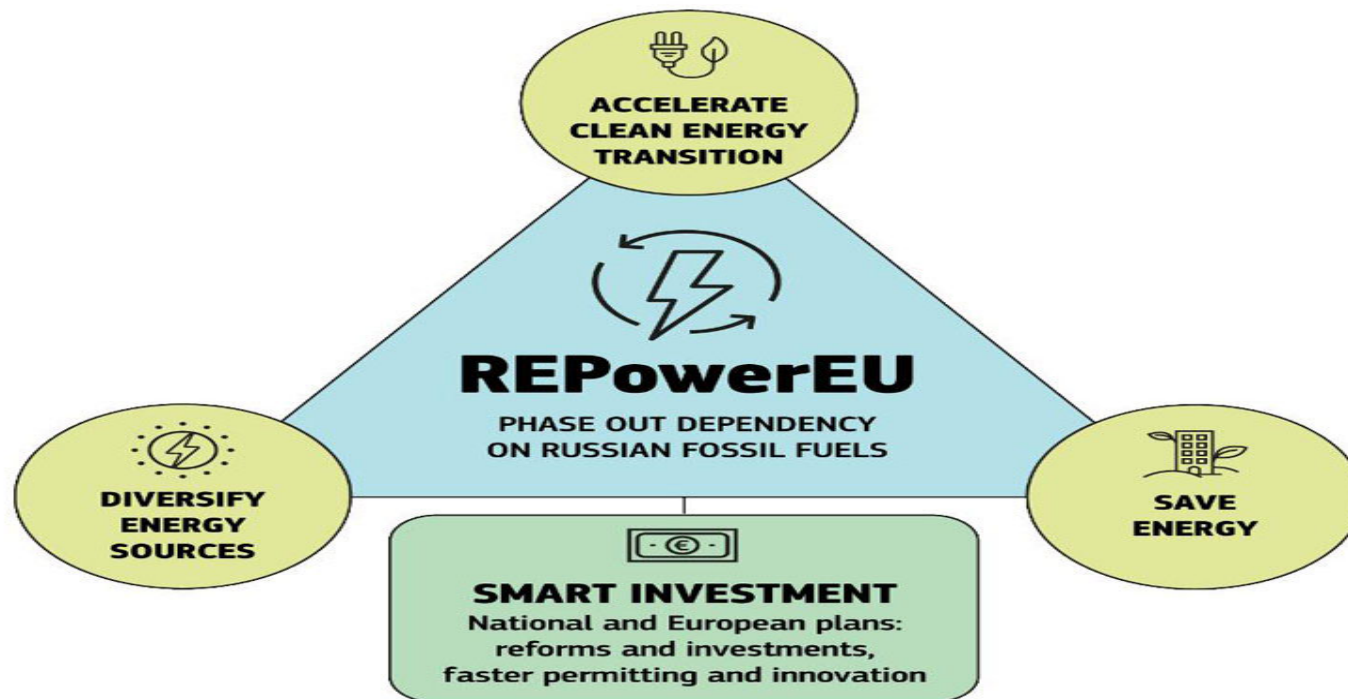 ACCELERATE
CLEAN ENERGY
TRANSITION
REPowerEU
PHASE OUT DEPENDENCY
ON RUSSIAN FOSSIL FUELS
DIVERSIFY
ENERGY
SOURCES
SAVE
ENERGY
€
SMART INVESTMENT
National and European plans:
reforms and investments,
faster permitting and innovation